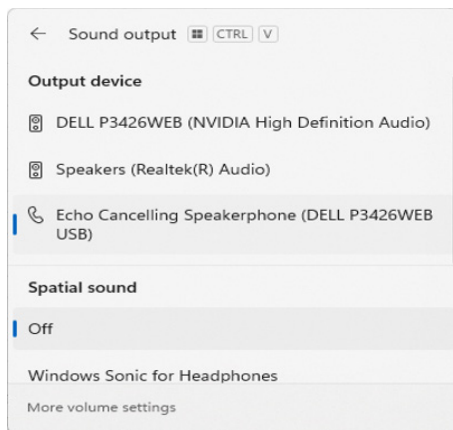 Sound output CTRL V
Output device
DELL P3426WEB (NVIDIA High Definition Audio)
Speakers (Realtek(R) Audio)
Echo Cancelling Speakerphone (DELL P3426WEB
USB)
Spatial sound
Off
Windows Sonic for Headphones
More volume settings